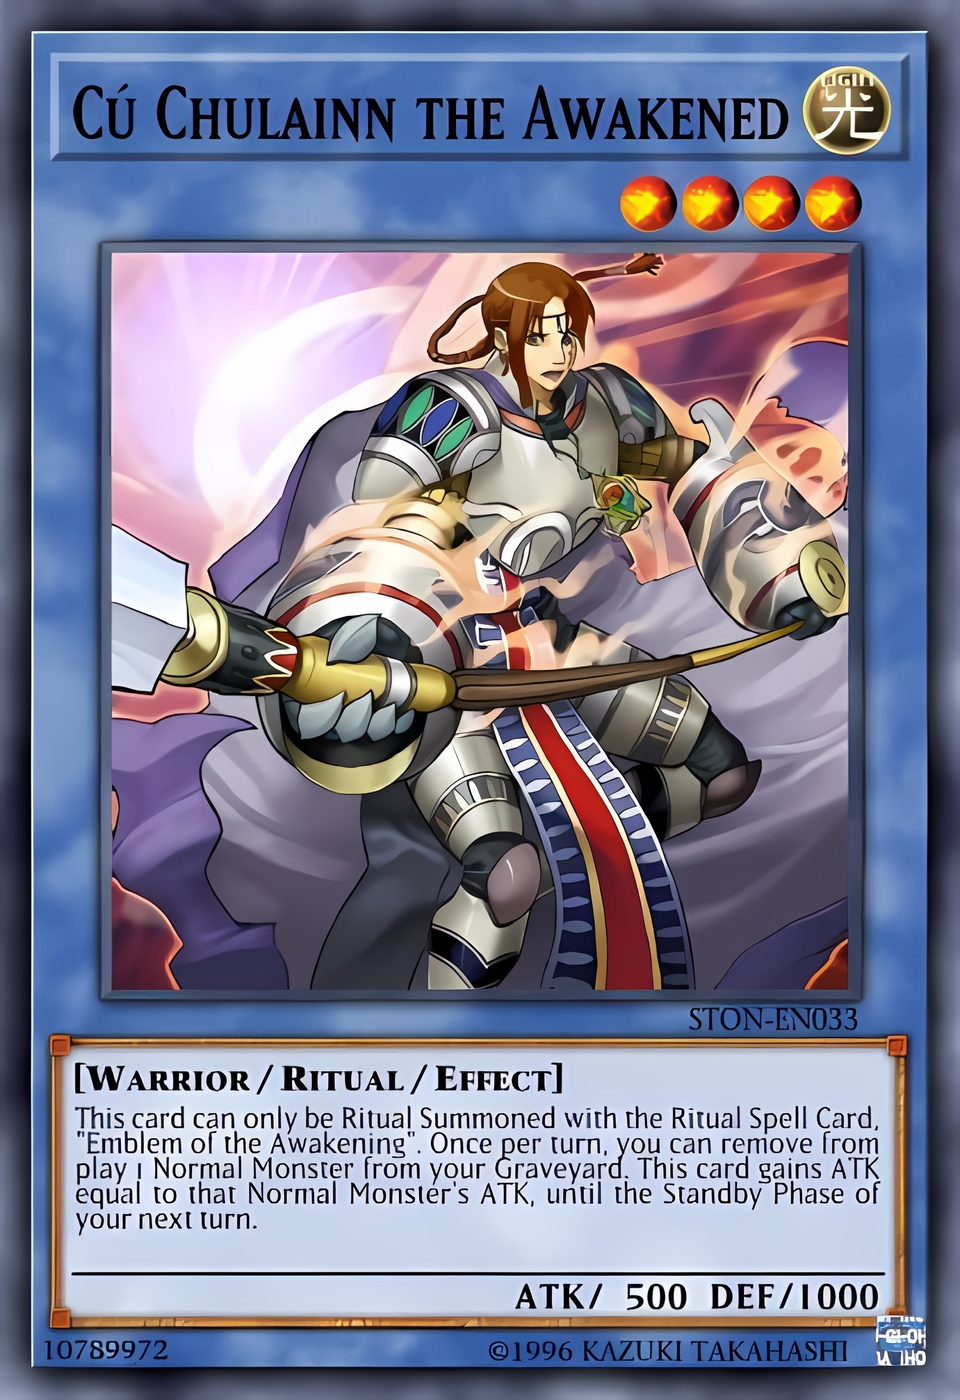 Cú Chulainn the Awakened
光
STON-EN033
[Warrior / Ritual / Effect]
This card can only be Ritual Summoned with the Ritual Spell Card,
"Emblem of the Awakening". Once per turn, you can remove from
play 1 Normal Monster from your Graveyard. This card gains ATK
equal to that Normal Monster's ATK, until the Standby Phase of
your next turn.
ATK/ 500 DEF/1000
10789972
©1996 KAZUKI TAKAHASHI